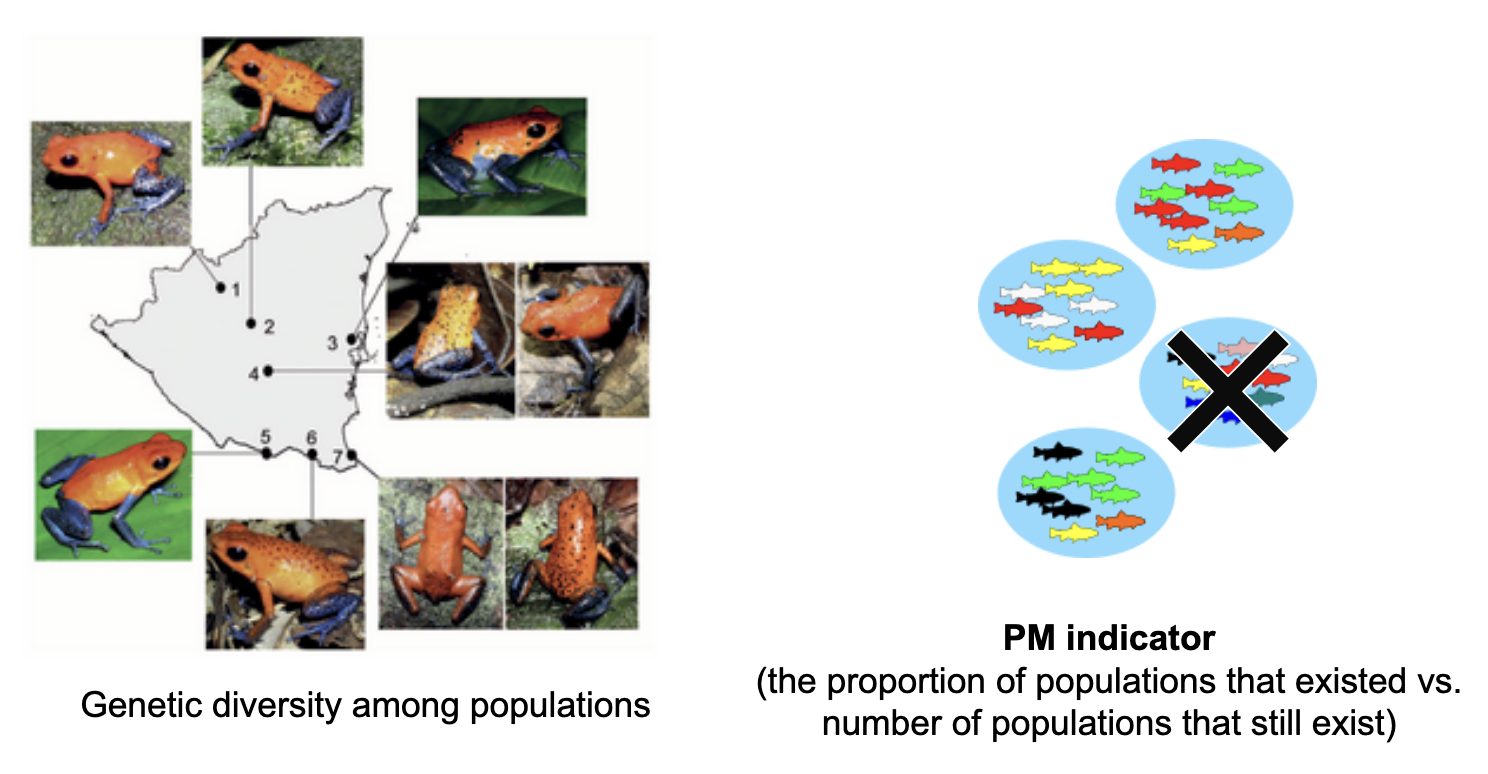 1
2
3
4
5
6
7
Genetic diversity among populations
PM indicator
(the proportion of populations that existed vs.
number of populations that still exist)